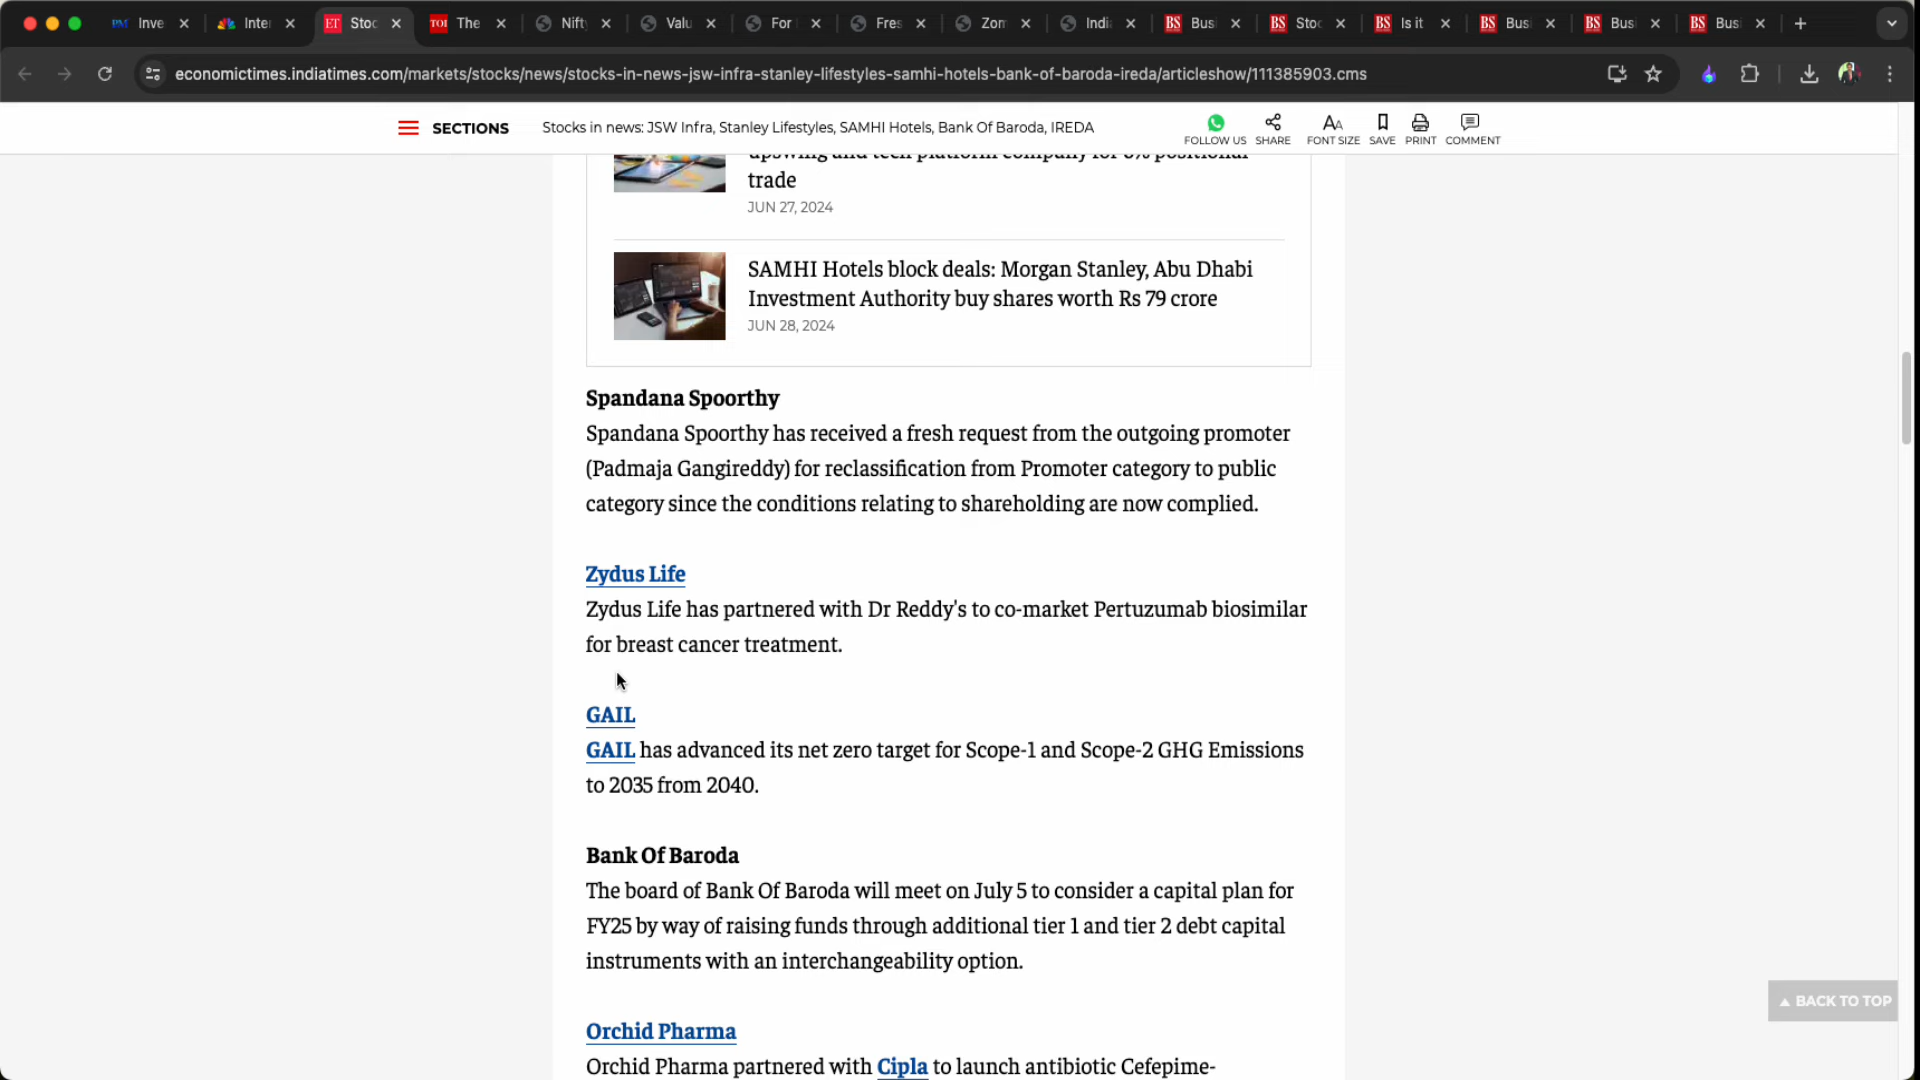 Inve
Inter
ET Stoc
TOI The
Nift
Valu
For
Fres
Zom
Indi
BS Busi
BS Stoc
BS Is it
BS Busi
BS Busi
BS Busi
economictimes.indiatimes.com/markets/stocks/news/stocks-in-news-jsw-infra-stanley-lifestyles-samhi-hotels-bank-of-baroda-ireda/articleshow/111385903.cms
SECTIONS
Stocks in news: JSW Infra, Stanley Lifestyles, SAMHI Hotels, Bank Of Baroda, IREDA
FOLLOW US
SHARE
FONT SIZE
SAVE
PRINT
COMMENT
upswing and tech platform company for 8% positional
trade
JUN 27, 2024
SAMHI Hotels block deals: Morgan Stanley, Abu Dhabi
Investment Authority buy shares worth Rs 79 crore
JUN 28, 2024
Spandana Spoorthy
Spandana Spoorthy has received a fresh request from the outgoing promoter
(Padmaja Gangireddy) for reclassification from Promoter category to public
category since the conditions relating to shareholding are now complied.
Zydus Life
Zydus Life has partnered with Dr Reddy's to co-market Pertuzumab biosimilar
for breast cancer treatment.
GAIL
GAIL has advanced its net zero target for Scope-1 and Scope-2 GHG Emissions
to 2035 from 2040.
Bank Of Baroda
The board of Bank Of Baroda will meet on July 5 to consider a capital plan for
FY25 by way of raising funds through additional tier 1 and tier 2 debt capital
instruments with an interchangeability option.
BACK TO TOP
Orchid Pharma
Orchid Pharma partnered with Cipla to launch antibiotic Cefepime-